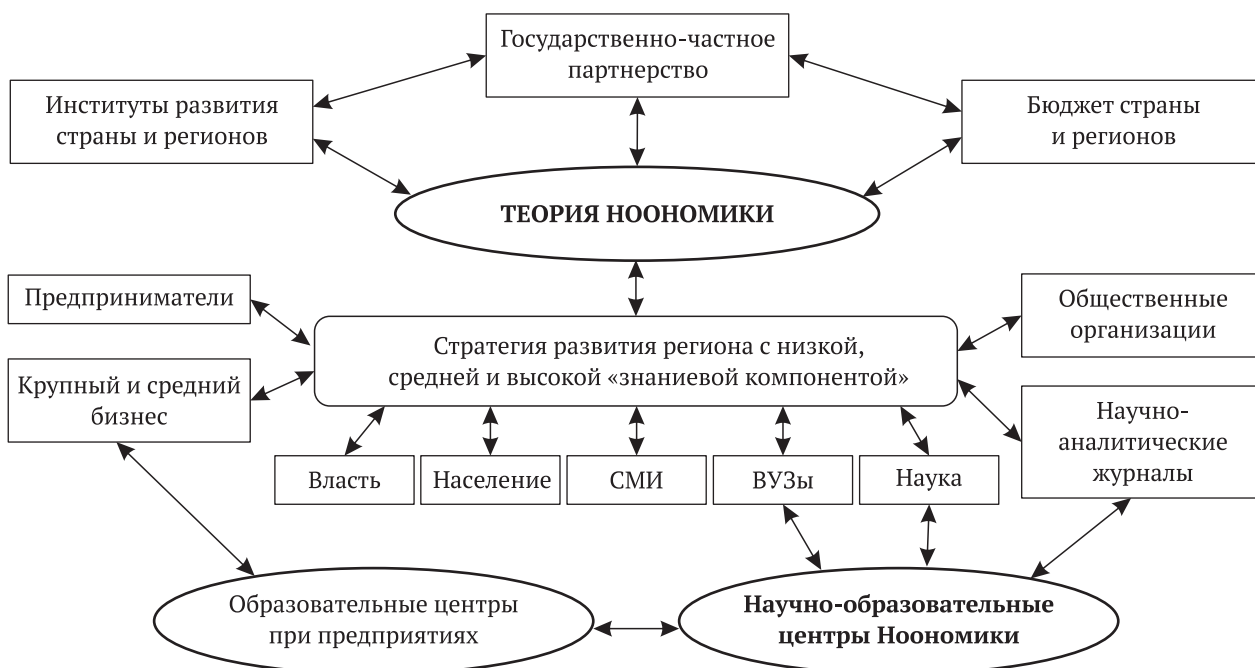 Государственно-частное
партнерство
Институты развития
страны и регионов
Бюджет страны
и регионов
ТЕОРИЯ НООНОМИКИ
Предприниматели
Общественные
организации
Стратегия развития региона с низкой,
средней и высокой «знаниевой компонентой»
Крупный и средний
бизнес
Научно-
аналитические
журналы
Власть
Население
СМИ
ВУЗы
Наука
Образовательные центры
при предприятиях
Научно-образовательные
центры Ноономики